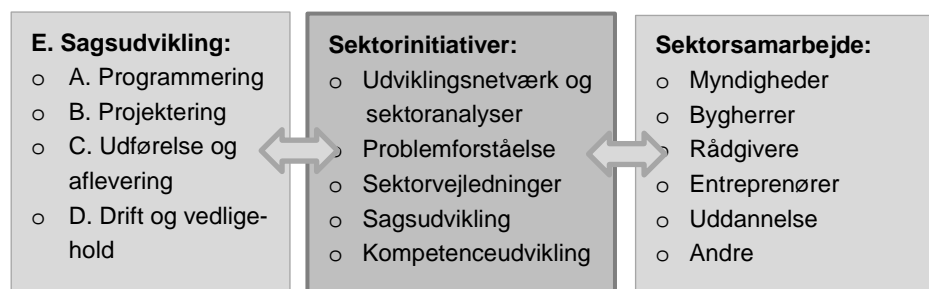 E. Sagsudvikling:
o A. Programmering
o B. Projektering
o C. Udførelse og
aflevering
o D. Drift og vedlige-
hold
Sektorinitiativer:
o Udviklingsnetværk og
sektoranalyser
o Problemforståelse
o Sektorvejledninger
o Sagsudvikling
o Kompetenceudvikling
Sektorsamarbejde:
o Myndigheder
o Bygherrer
o Rådgivere
o Entreprenører
o Uddannelse
o Andre